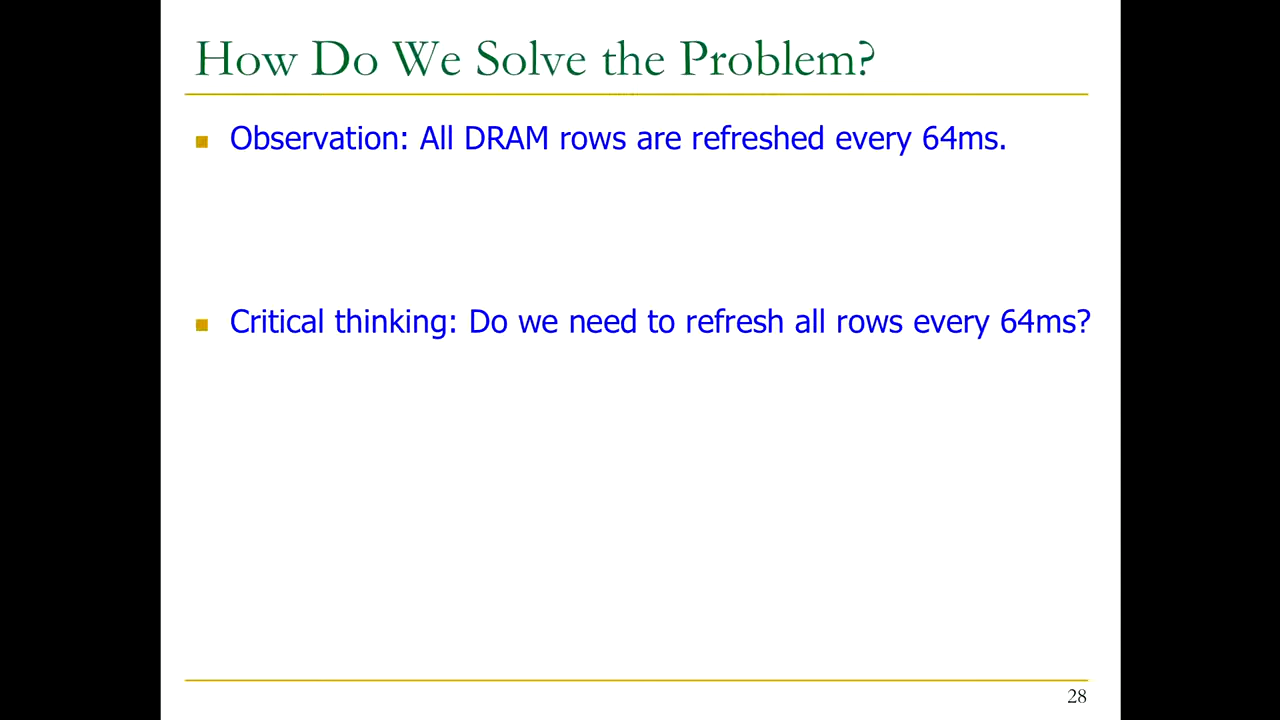 How Do We Solve the Problem?
Observation: All DRAM rows are refreshed every 64ms.
Critical thinking: Do we need to refresh all rows every 64ms?
28